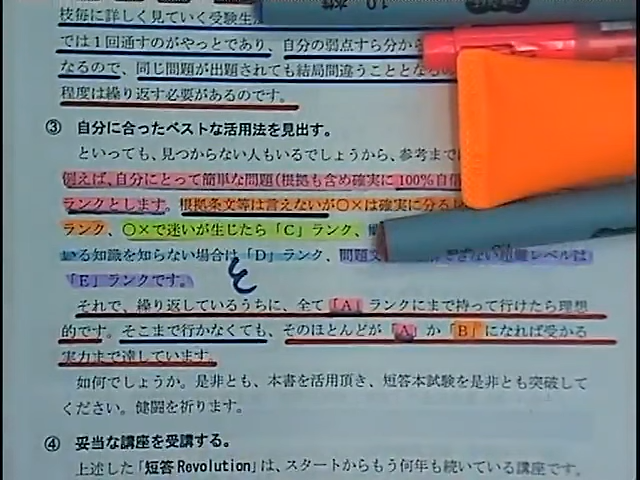 枝毎に詳しく見ていく受験生
では１回通すのがやっとであり、自分の弱点すら分から
なるので、同じ問題が出題されても結局間違うこととなる
程度は繰り返す必要があるのです。
③ 自分に合ったベストな活用法を見出す。
といっても、見つからない人もいるでしょうから、参考まで
例えば、自分にとって簡単な問題(根拠も含め確実に100％自信
ランクとします。根拠条文等は言えないが○×は確実に分る
ランク、○×で迷いが生じたら「C」ランク、
いる知識を知らない場合は「D」ランク、問題文 レベルは
「E」ランクです。
それで、繰り返しているうちに、全て「A」ランクにまで持って行けたら理想
的です。そこまで行かなくても、そのほとんどが「A」か「B」になれば受かる
実力まで達しています。
如何でしょうか。是非とも、本書を活用頂き、短答本試験を是非とも突破して
ください。健闘を祈ります。
④ 妥当な講座を受講する。
上述した「短答Revolution」は、スタートからもう何年も続いている講座です。